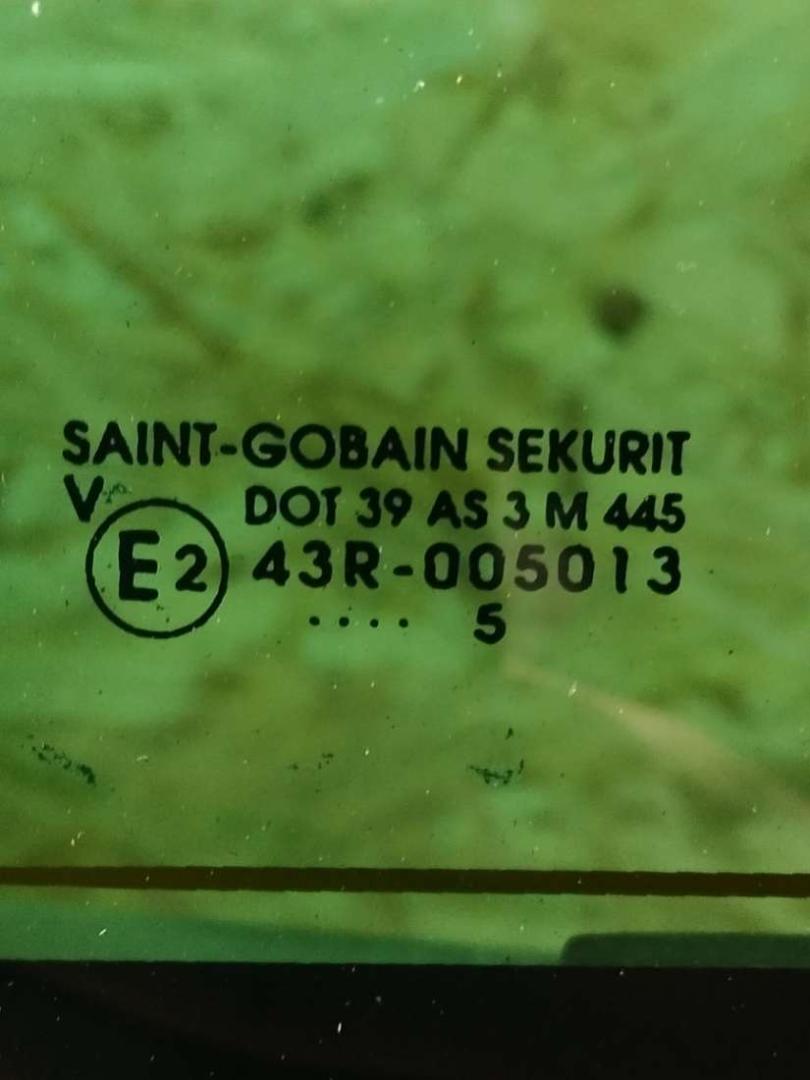 SAINT-GOBAIN SEKURIT
V DOT 39 AS 3 M 445
E2 43R-005013
.... 5